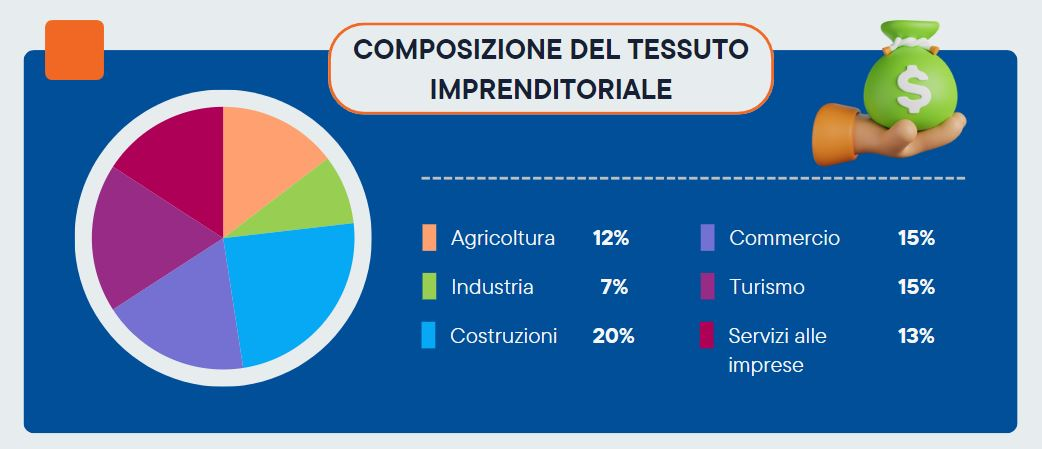 COMPOSIZIONE DEL TESSUTO
IMPRENDITORIALE
$
Agricoltura 12%
Industria 7%
Costruzioni 20%
Commercio 15%
Turismo 15%
Servizi alle 13%
imprese